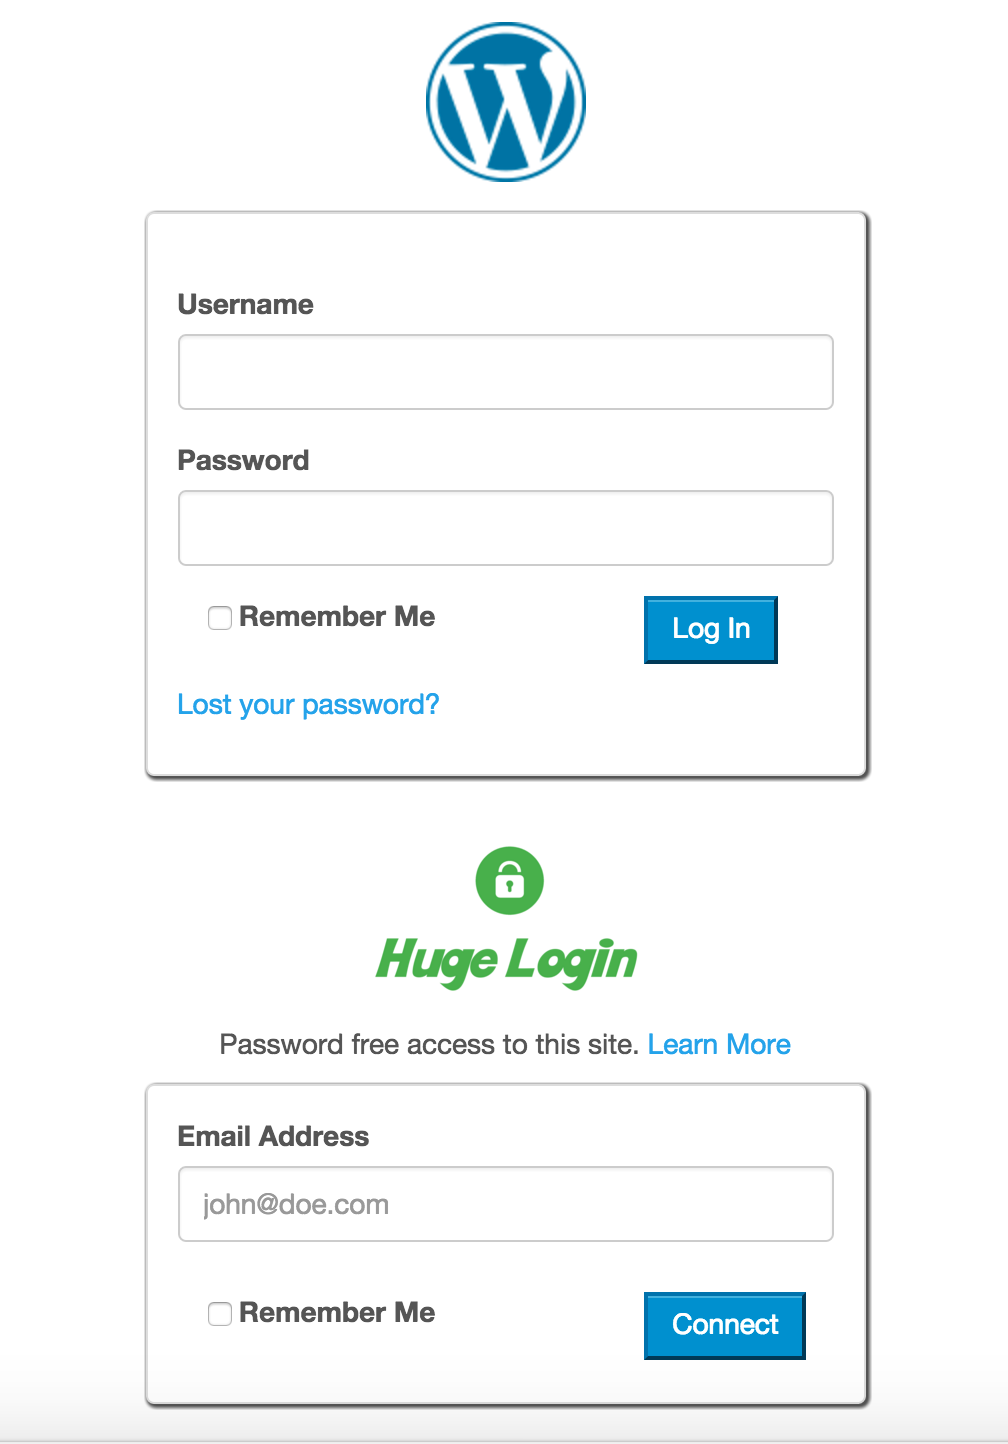 Username
Password
Remember Me
Log In
Lost your password?
Huge Login
Password free access to this site. Learn More
Email Address
john@doe.com
Remember Me
Connect